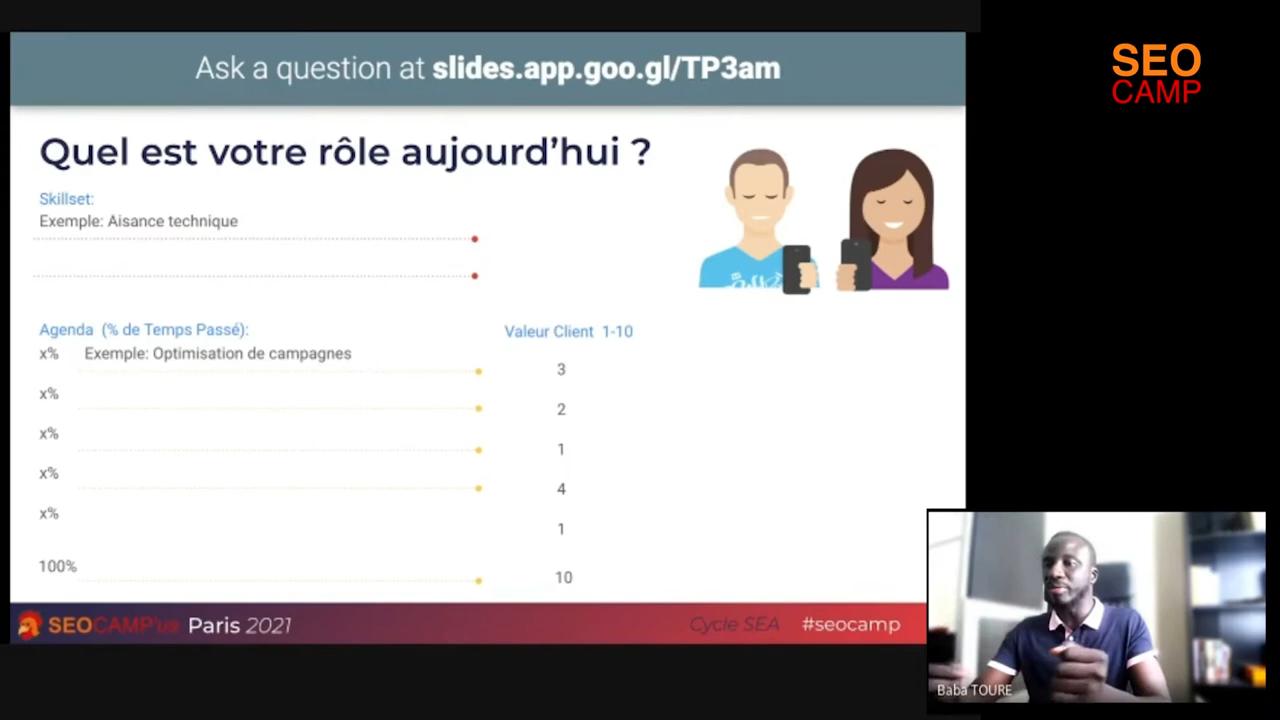 Ask a question at slides.app.goo.gl/TP3am
SEO
CAMP
Quel est votre rôle aujourd'hui ?
Skillset:
Exemple: Aisance technique
Agenda (% de Temps Passé):
Valeur Client 1-10
x% Exemple: Optimisation de campagnes
3
x%
2
x%
1
x%
4
x%
1
100%
10
SEOCAMP'us Paris 2021
Cycle SEA #seocamp
Baba TOURE